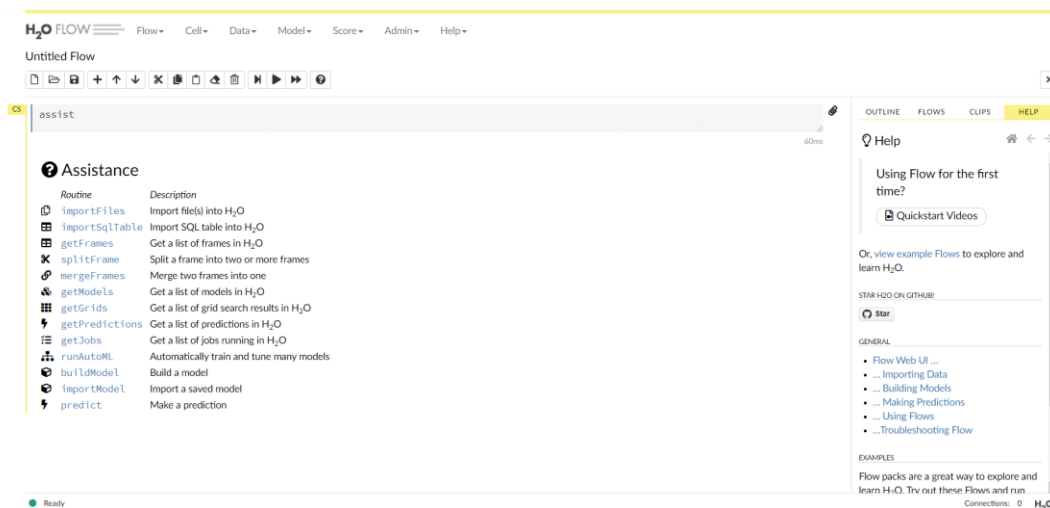 H2O FLOW Flow Cell Data Model Score Admin Help
Untitled Flow
CS
assist
60ms
Assistance
Routine Description
importFiles Import file(s) into H2O
importSqlTable Import SQL table into H2O
getFrames Get a list of frames in H2O
splitFrame Split a frame into two or more frames
mergeFrames Merge two frames into one
getModels Get a list of models in H2O
getGrids Get a list of grid search results in H2O
getPredictions Get a list of predictions in H2O
getJobs Get a list of jobs running in H2O
runAutoML Automatically train and tune many models
buildModel Build a model
importModel Import a saved model
predict Make a prediction
OUTLINE FLOWS CLIPS HELP
Help
Using Flow for the first
time?
Quickstart Videos
Or, view example Flows to explore and
learn H2O.
STAR H2O ON GITHUB!
Star
GENERAL
Flow Web UI ...
... Importing Data
... Building Models
... Making Predictions
... Using Flows
...Troubleshooting Flow
EXAMPLES
Flow packs are a great way to explore and
learn H2O. Try out these Flows and run
Ready
Connections: 0 H2O